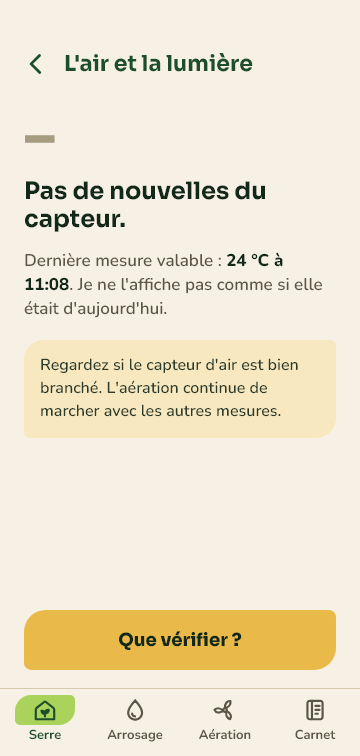 L'air et la lumière
Pas de nouvelles du
capteur.
Dernière mesure valable : 24 °C à
11:08. Je ne l'affiche pas comme si elle
était d'aujourd'hui.
Regardez si le capteur d'air est bien
branché. L'aération continue de
marcher avec les autres mesures.
Que vérifier ?
Serre Arrosage Aération Carnet